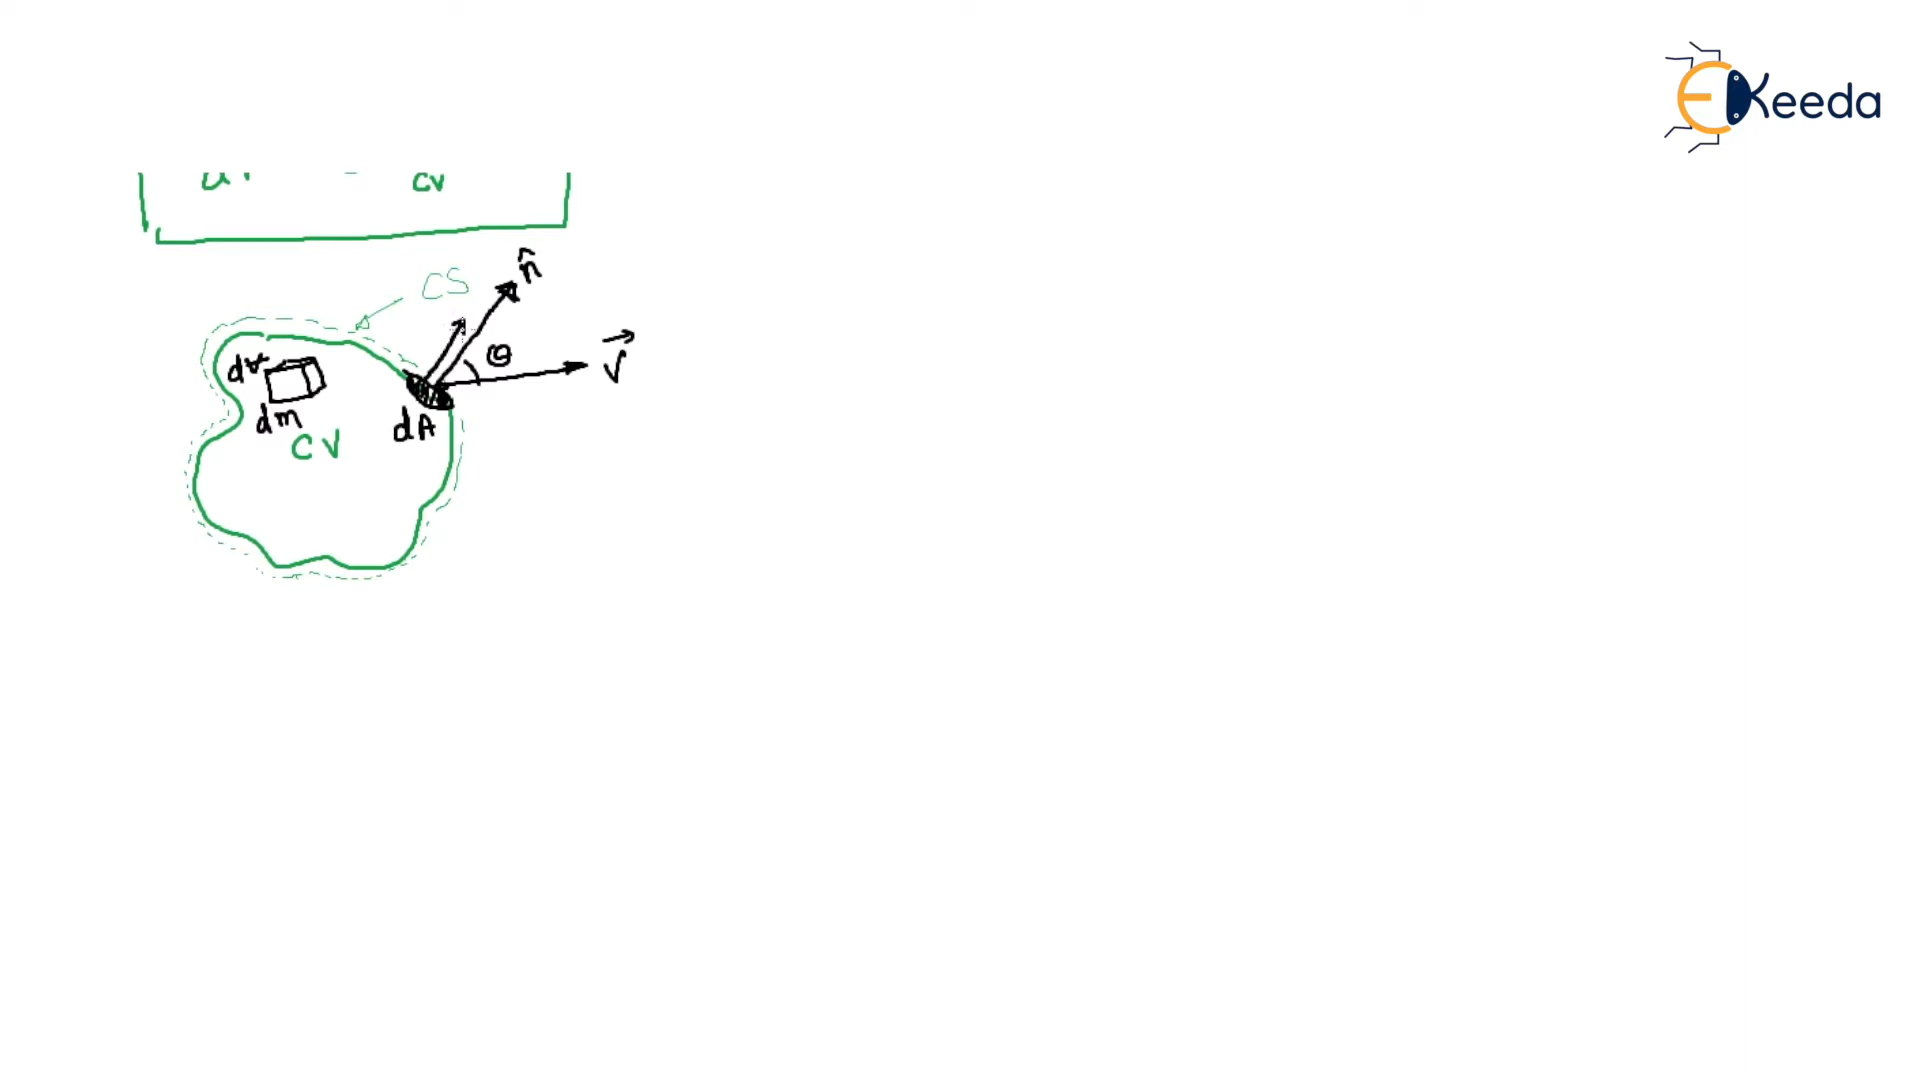 EKeeda
CV
n̂
CS
θ
V⃗
dV
dm
dA
CV